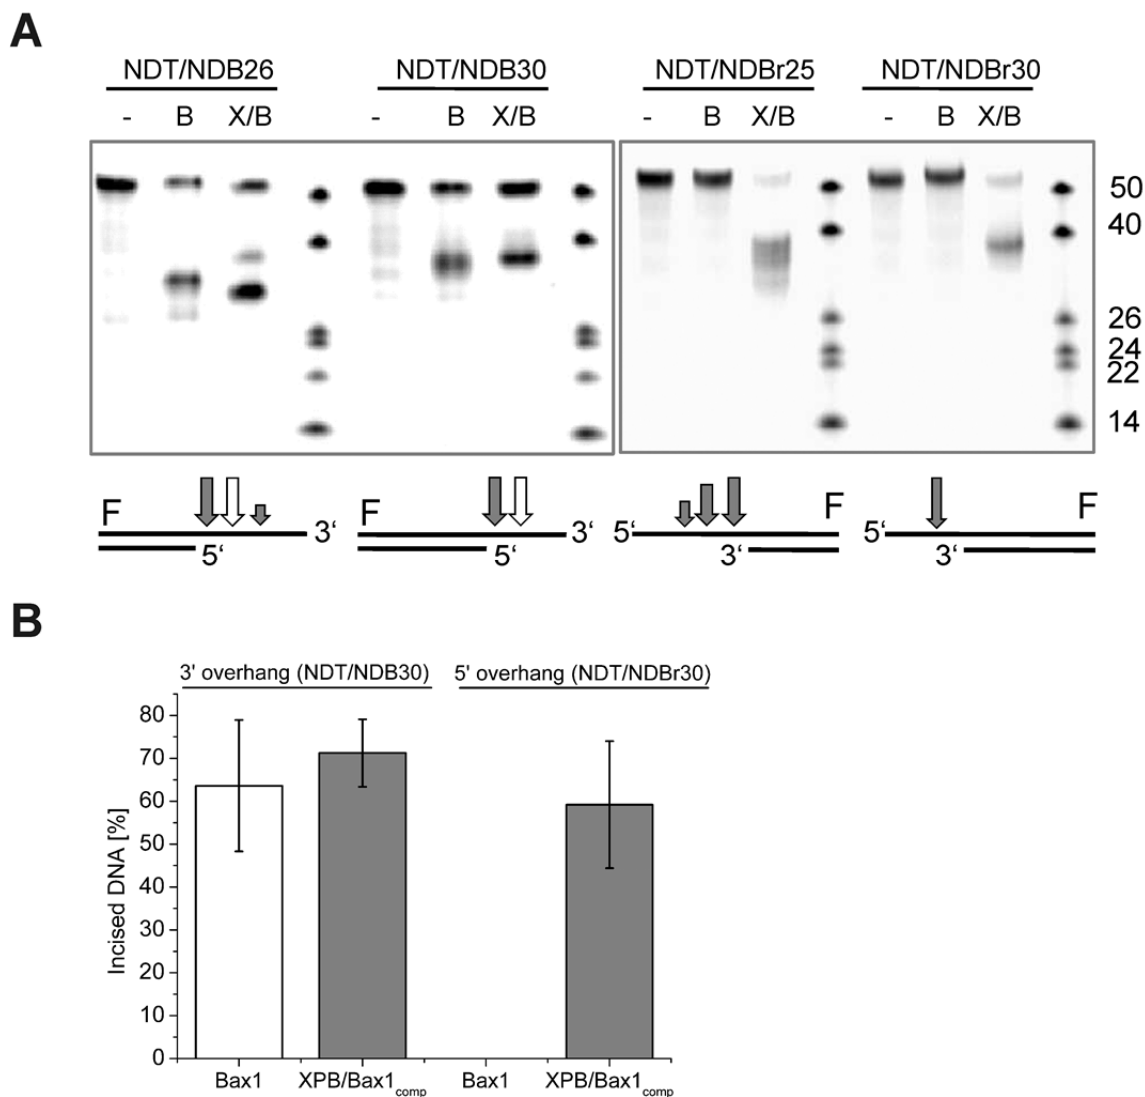 A
NDT/NDB26 NDT/NDB30 NDT/NDBr25 NDT/NDBr30
- B X/B - B X/B - B X/B - B X/B
50
40
26
24
22
14
F 3‘ F 3‘ 5‘ F 5‘ F
5‘ 5‘ 3‘ 3‘
B
3' overhang (NDT/NDB30) 5' overhang (NDT/NDBr30)
Incised DNA [%]
80
70
60
50
40
30
20
10
0
Bax1 XPB/Bax1comp Bax1 XPB/Bax1comp